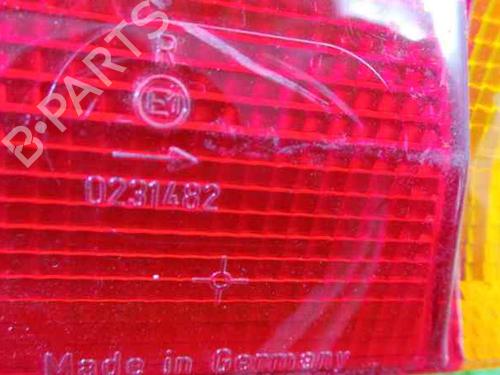 B-PARTS
R
E1
0231482
Made in Germany